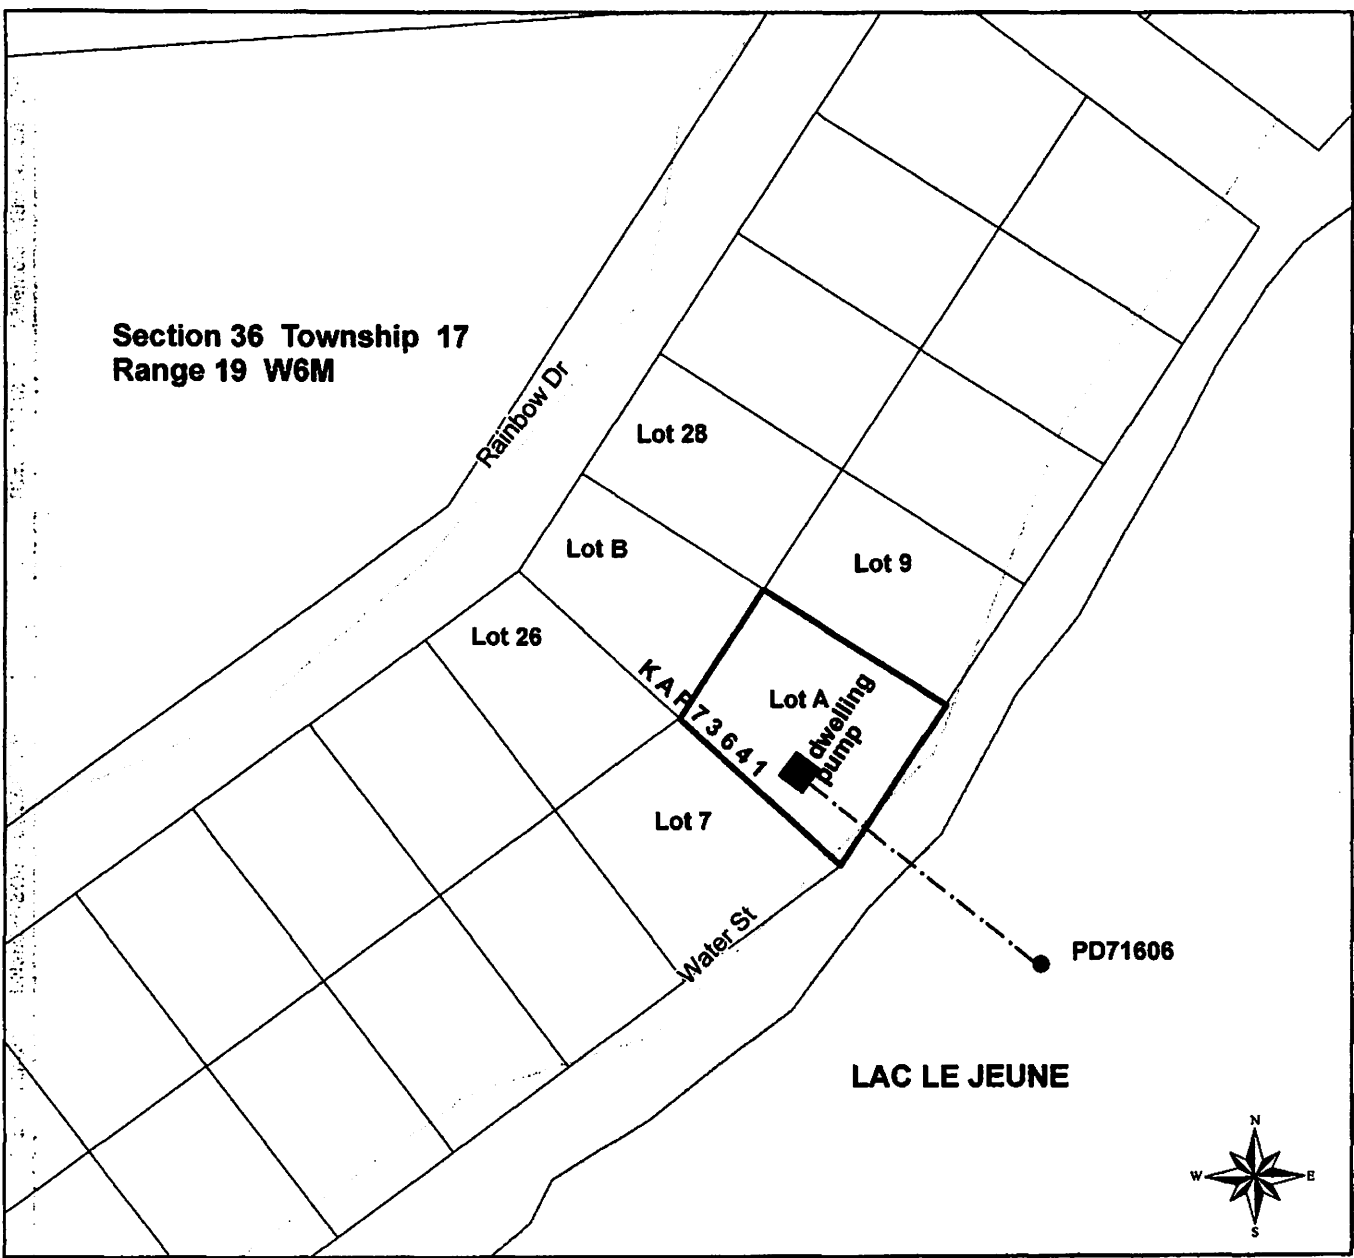 Section 36 Township 17
Range 19 W6M
Rainbow Dr
Lot 28
Lot B
Lot 9
Lot 26
KAP73641
Lot A
dwelling
pump
Lot 7
Water St
PD71606
LAC LE JEUNE
N
W E
S